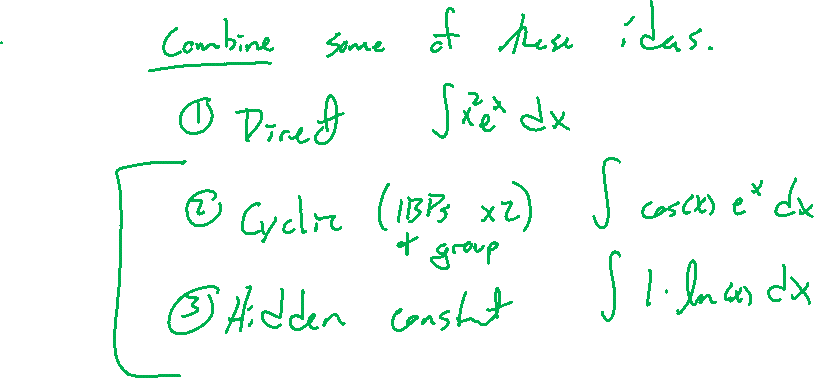 Combine some of these ideas.
① Direct ∫x²eˣ dx
② Cyclic (IBPs x2) ∫ cos(x) eˣ dx
+ group
③ Hidden constant ∫ 1 · ln(x) dx